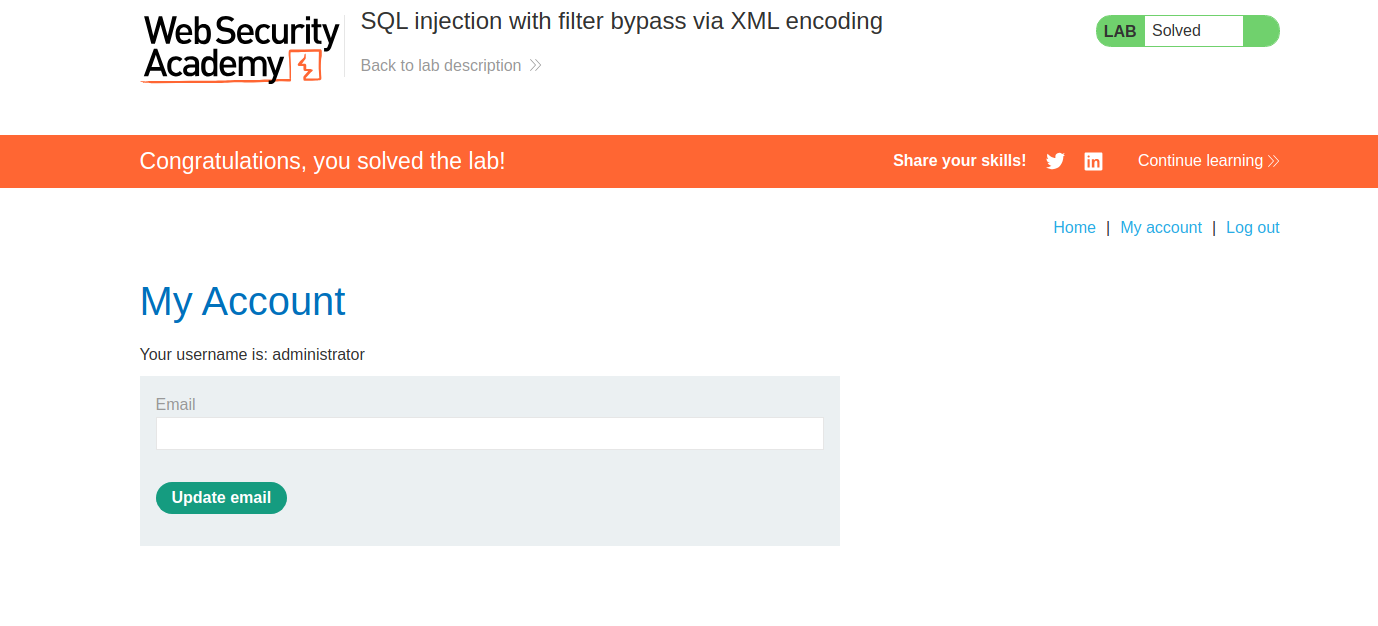 Web Security
Academy
SQL injection with filter bypass via XML encoding
Back to lab description
LAB Solved
Congratulations, you solved the lab!
Share your skills!
Continue learning
Home | My account | Log out
My Account
Your username is: administrator
Email
Update email